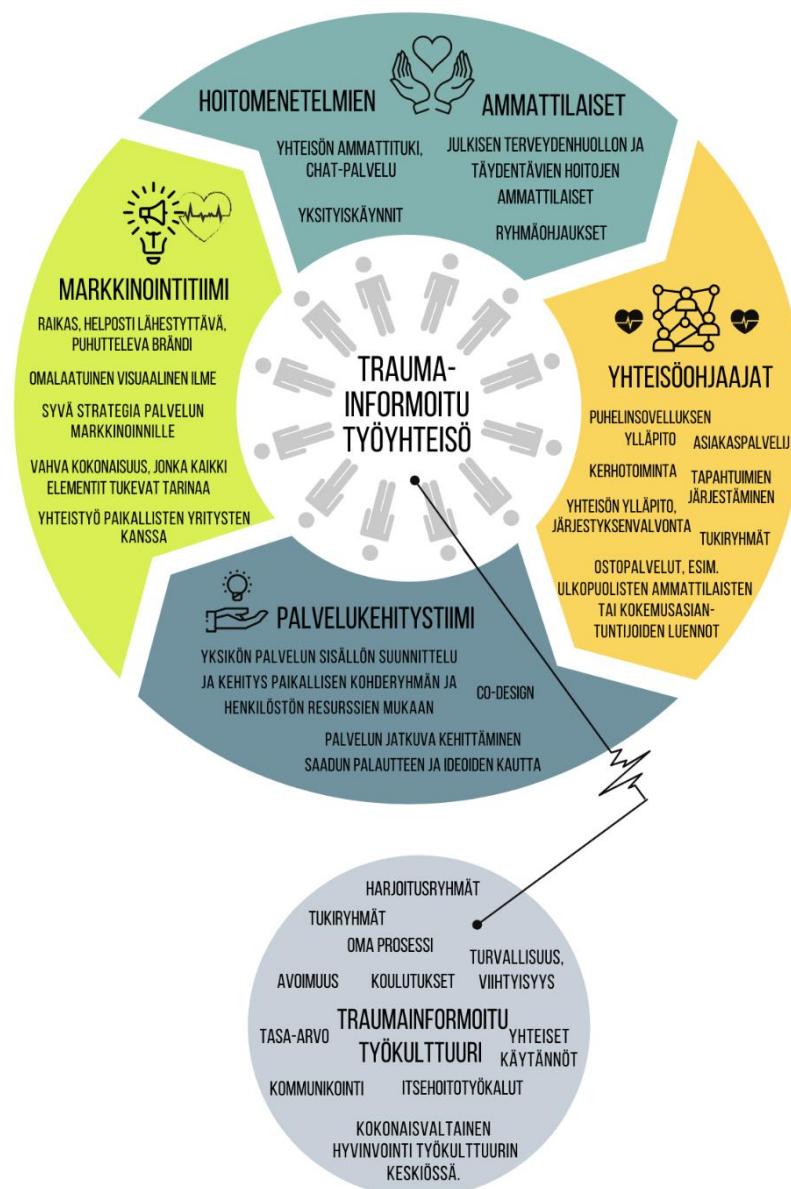 HOITOMENETELMIEN AMMATTILAISET
YHTEISÖN AMMATTITUKI,
CHAT-PALVELU
YKSITYISKÄYNNIT
JULKISEN TERVEYDENHUOLLON JA
TÄYDENTÄVIEN HOITOJEN
AMMATTILAISET
RYHMÄOHJAUKSET
MARKKINOINTITIIMI
RAIKAS, HELPOSTI LÄHESTYTTÄVÄ,
PUHUTTELEVA BRÄNDI
OMALAATUINEN VISUAALINEN ILME
SYVÄ STRATEGIA PALVELUN
MARKKINOINNILLE
VAHVA KOKONAISUUS, JONKA KAIKKI
ELEMENTIT TUKEVAT TARINAA
YHTEISTYÖ PAIKALLISTEN YRITYSTEN
KANSSA
TRAUMA-
INFORMOITU
TYÖYHTEISÖ
YHTEISÖOHJAAJAT
PUHELINSOVELLUKSEN
YLLÄPITO
ASIAKASPALVELU
KERHOTOIMINTA
TAPAHTUIMIEN
JÄRJESTÄMINEN
YHTEISÖN YLLÄPITO,
JÄRJESTYKSENVALVONTA
TUKIRYHMÄT
OSTOPALVELUT, ESIM.
ULKOPUOLISTEN AMMATTILAISTEN
TAI KOKEMUSASIAN-
TUNTIJOIDEN LUENNOT
PALVELUKEHITYSTIIMI
YKSIKÖN PALVELUN SISÄLLÖN SUUNNITTELU
JA KEHITYS PAIKALLISEN KOHDERYHMÄN JA
HENKILÖSTÖN RESURSSIEN MUKAAN
CO-DESIGN
PALVELUN JATKUVA KEHITTÄMINEN
SAADUN PALAUTTEEN JA IDEOIDEN KAUTTA
HARJOITUSRYHMÄT
TUKIRYHMÄT
OMA PROSESSI
TURVALLISUUS,
VIIHTYISYYS
AVOIMUUS
KOULUTUKSET
TASA-ARVO
TRAUMAINFORMOITU
TYÖKULTTUURI
YHTEISET
KÄYTÄNNÖT
KOMMUNIKOINTI
ITSEHOITOTYÖKALUT
KOKONAISVALTAINEN
HYVINVOINTI TYÖKULTTUURIN
KESKIÖSSÄ.